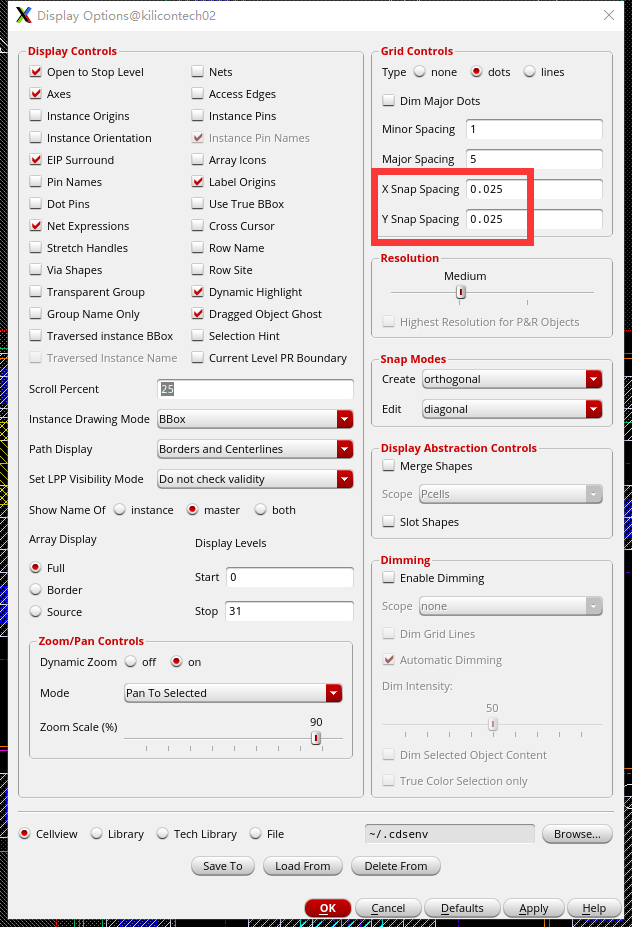 Display Options@kilicontech02
Display Controls
Open to Stop Level
Nets
Axes
Access Edges
Instance Origins
Instance Pins
Instance Orientation
Instance Pin Names
EIP Surround
Array Icons
Pin Names
Label Origins
Dot Pins
Use True BBox
Net Expressions
Cross Cursor
Stretch Handles
Row Name
Via Shapes
Row Site
Transparent Group
Dynamic Highlight
Group Name Only
Dragged Object Ghost
Traversed instance BBox
Selection Hint
Traversed Instance Name
Current Level PR Boundary
Scroll Percent 25
Instance Drawing Mode BBox
Path Display Borders and Centerlines
Set LPP Visibility Mode Do not check validity
Show Name Of instance master both
Array Display
Full
Border
Source
Display Levels
Start 0
Stop 31
Zoom/Pan Controls
Dynamic Zoom off on
Mode Pan To Selected
90
Zoom Scale (%)
Grid Controls
Type none dots lines
Dim Major Dots
Minor Spacing 1
Major Spacing 5
X Snap Spacing 0.025
Y Snap Spacing 0.025
Resolution
Medium
Highest Resolution for P&R Objects
Snap Modes
Create orthogonal
Edit diagonal
Display Abstraction Controls
Merge Shapes
Scope Pcells
Slot Shapes
Dimming
Enable Dimming
Scope none
Dim Grid Lines
Automatic Dimming
Dim Intensity:
50
Dim Selected Object Content
True Color Selection only
Cellview Library Tech Library File ~/.cdsenv Browse...
Save To Load From Delete From
OK Cancel Defaults Apply Help